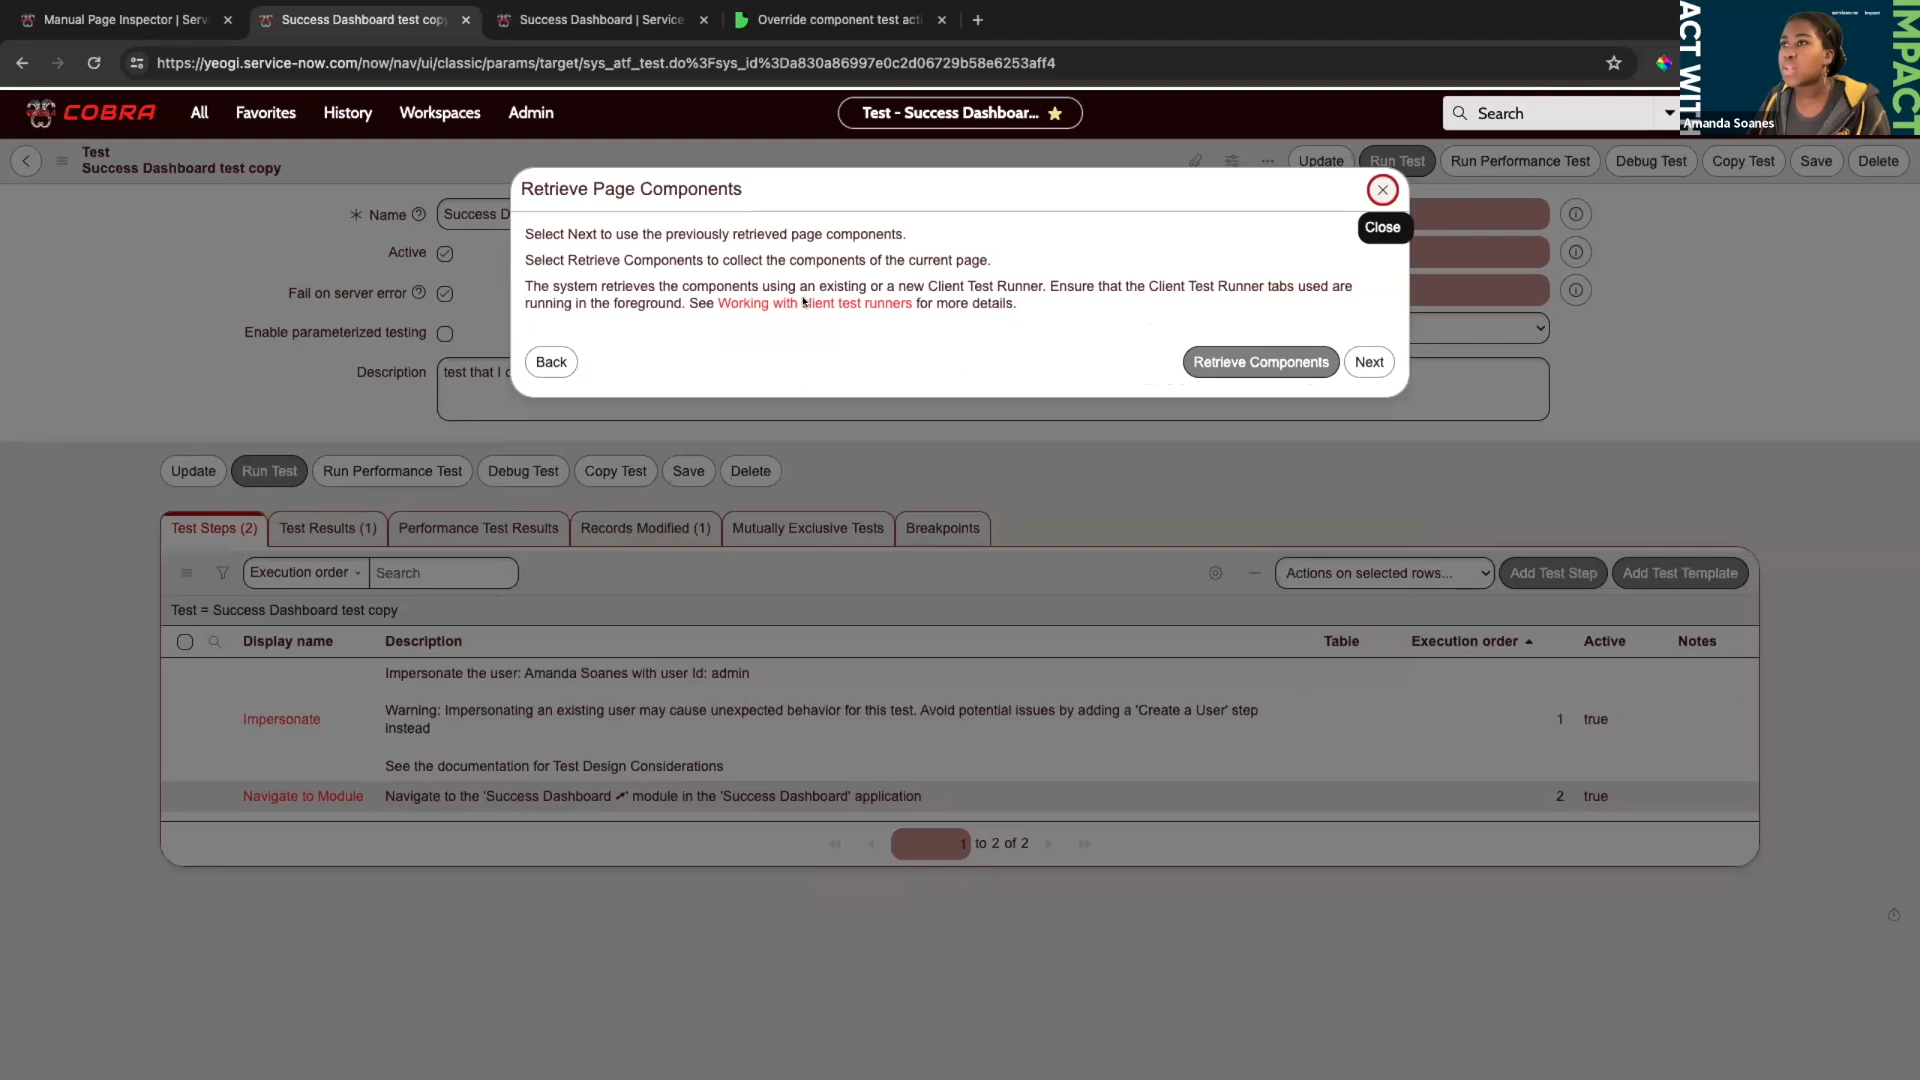 Manual Page Inspector | Servi
Success Dashboard test copy
Success Dashboard | Service
Override component test acti
https://yeogi.service-now.com/now/nav/ui/classic/params/target/sys_atf_test.do%3Fsys_id%3Da830a86997e0c2d06729b58e6253aff4
ACT WITH
IMPACT
Amanda Soanes
COBRA
All
Favorites
History
Workspaces
Admin
Test - Success Dashboar...
Search
Test
Success Dashboard test copy
Update
Run Test
Run Performance Test
Debug Test
Copy Test
Save
Delete
Retrieve Page Components
Close
Name
Success D
Select Next to use the previously retrieved page components.
Active
Select Retrieve Components to collect the components of the current page.
Fail on server error
The system retrieves the components using an existing or a new Client Test Runner. Ensure that the Client Test Runner tabs used are
running in the foreground. See Working with client test runners for more details.
Enable parameterized testing
Back
Retrieve Components
Next
Description
test that I c
Update
Run Test
Run Performance Test
Debug Test
Copy Test
Save
Delete
Test Steps (2)
Test Results (1)
Performance Test Results
Records Modified (1)
Mutually Exclusive Tests
Breakpoints
Execution order
Search
Actions on selected rows...
Add Test Step
Add Test Template
Test = Success Dashboard test copy
Display name
Description
Table
Execution order
Active
Notes
Impersonate the user: Amanda Soanes with user Id: admin
Impersonate
Warning: Impersonating an existing user may cause unexpected behavior for this test. Avoid potential issues by adding a 'Create a User' step
instead
1
true
See the documentation for Test Design Considerations
Navigate to Module
Navigate to the 'Success Dashboard ➚' module in the 'Success Dashboard' application
2
true
1 to 2 of 2